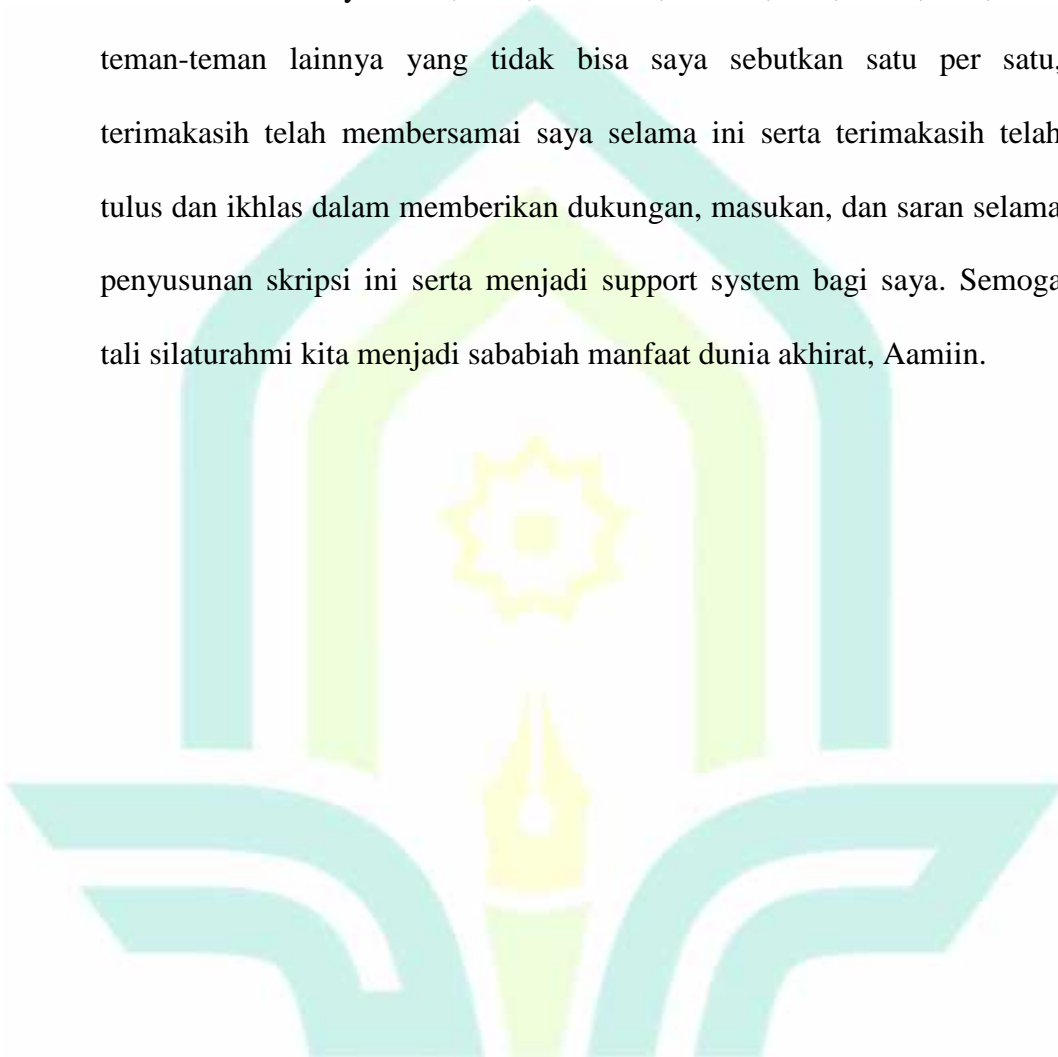 teman-teman lainnya yang tidak bisa saya sebutkan satu per satu,
terimakasih telah membersamai saya selama ini serta terimakasih telah
tulus dan ikhlas dalam memberikan dukungan, masukan, dan saran selama
penyusunan skripsi ini serta menjadi support system bagi saya. Semoga
tali silaturahmi kita menjadi sababiah manfaat dunia akhirat, Aamiin.